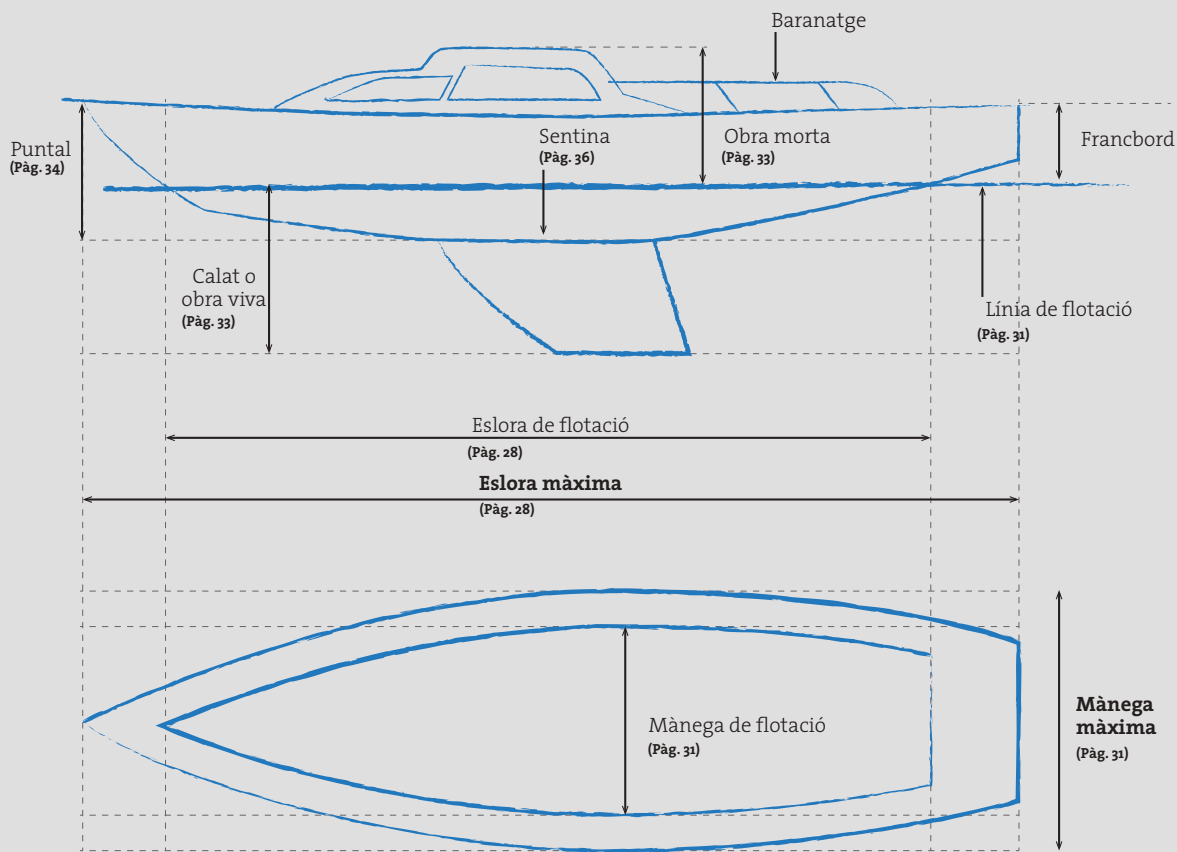 Baranatge
Puntal
(Pàg. 34)
Sentina
(Pàg. 36)
Obra morta
(Pàg. 33)
Francbord
Calat o
obra viva
(Pàg. 33)
Línia de flotació
(Pàg. 31)
Eslora de flotació
(Pàg. 28)
Eslora màxima
(Pàg. 28)
Mànega de flotació
(Pàg. 31)
Mànega
màxima
(Pàg. 31)